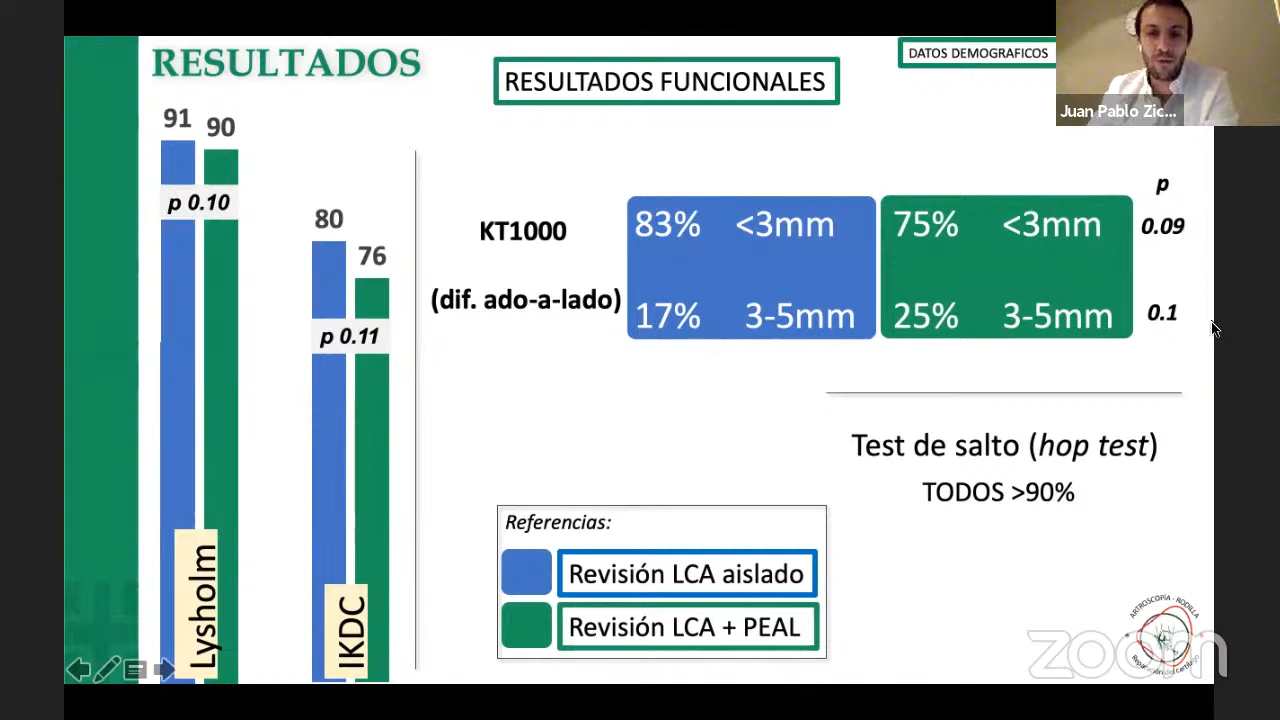 RESULTADOS
RESULTADOS FUNCIONALES
DATOS DEMOGRAFICOS
Juan Pablo Zic...
91
90
p 0.10
80
76
p 0.11
Lysholm
IKDC
p
KT1000
83% <3mm
75% <3mm
0.09
(dif. ado-a-lado)
17% 3-5mm
25% 3-5mm
0.1
Test de salto (hop test)
TODOS >90%
Referencias:
Revisión LCA aislado
Revisión LCA + PEAL
ARTROSCOPÍA - RODILLA
zoom